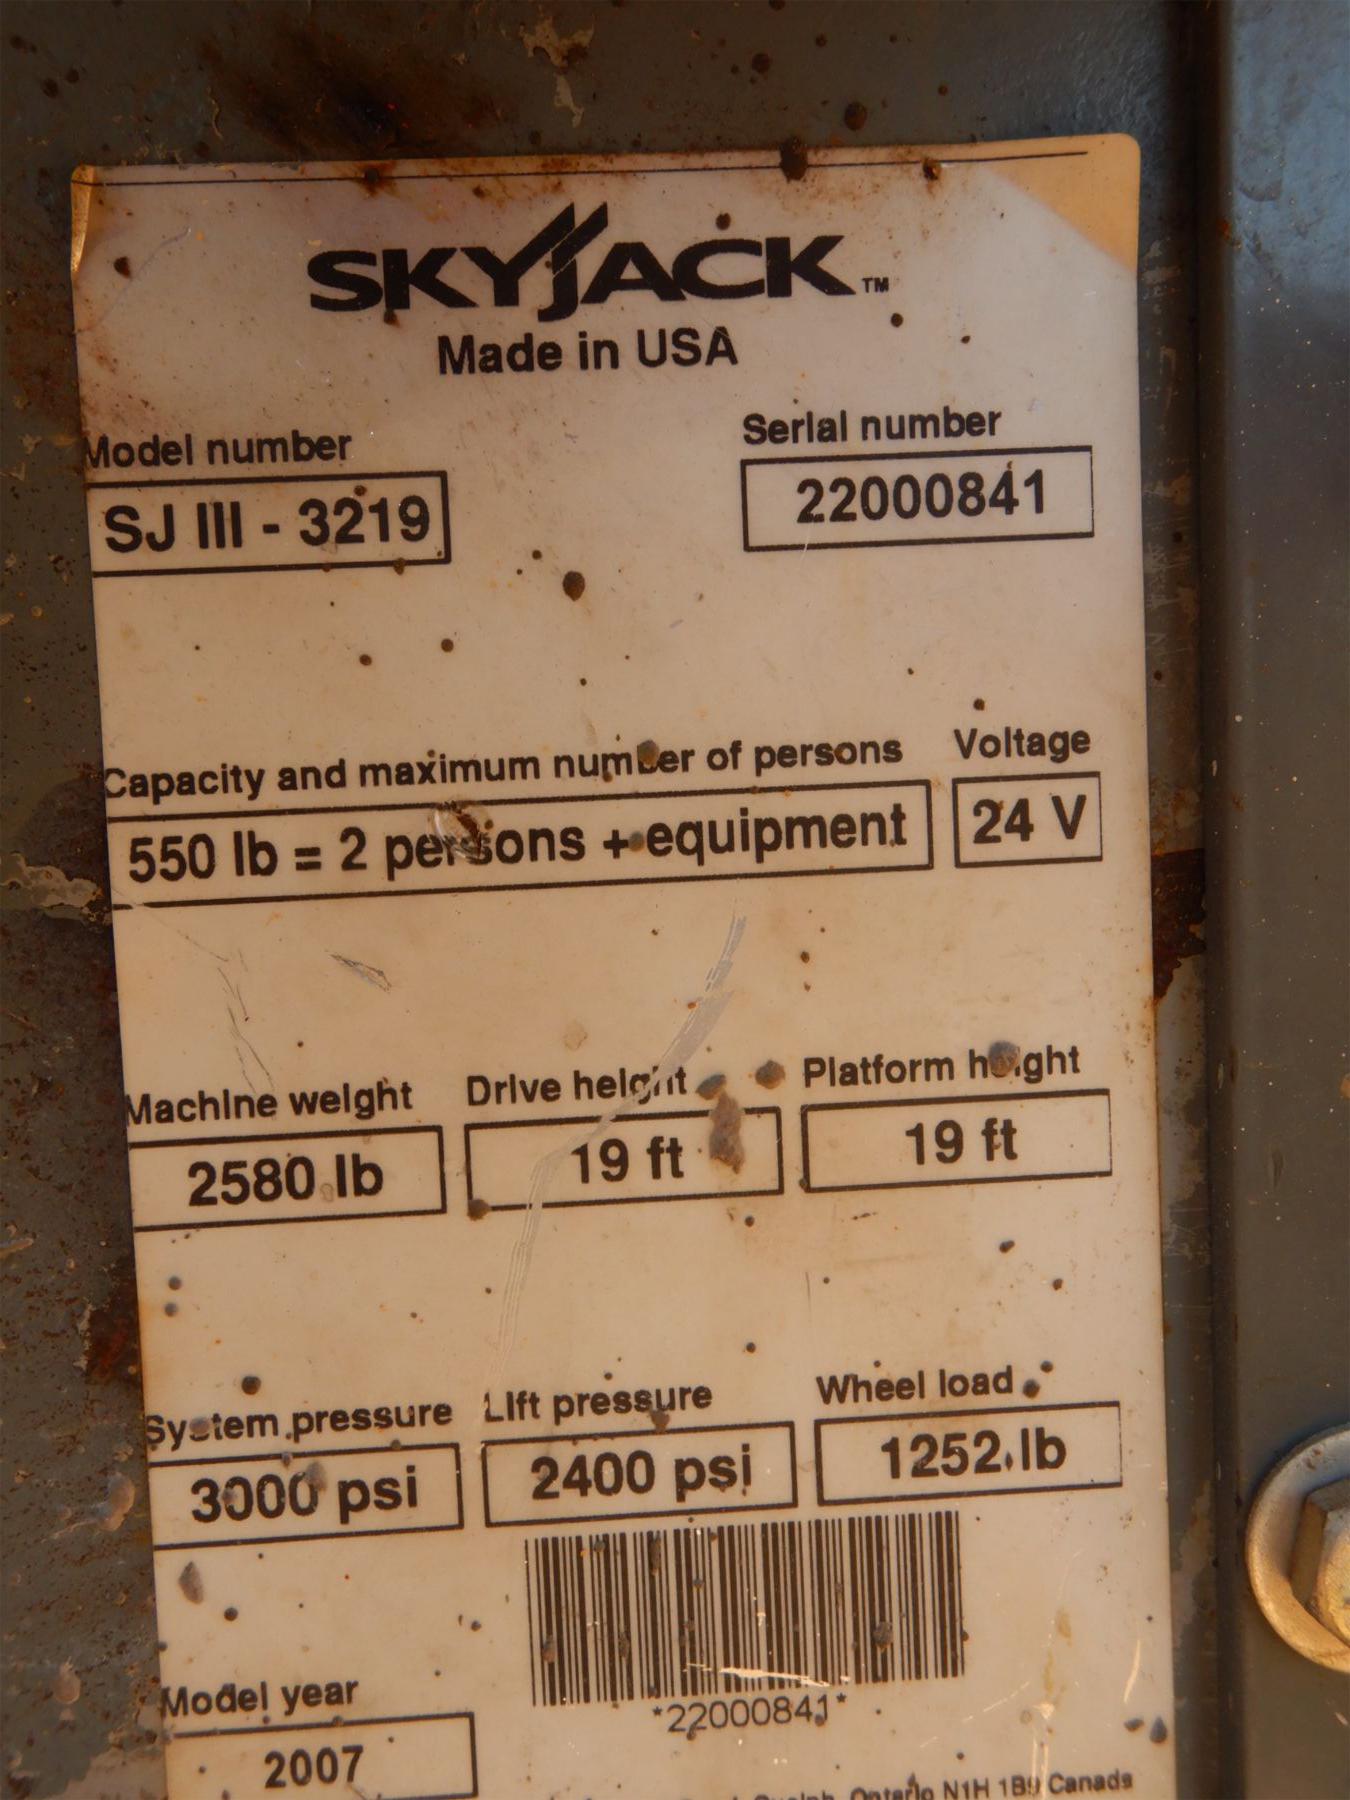 SKYJACK™
Made in USA
Model number
SJ III - 3219
Serial number
22000841
Capacity and maximum number of persons
550 lb = 2 persons + equipment
Voltage
24 V
Machine weight
2580 lb
Drive height
19 ft
Platform height
19 ft
System pressure
3000 psi
Lift pressure
2400 psi
Wheel load
1252 lb
*22000841*
Model year
2007
Guelph, Ontario N1H 1B9 Canada